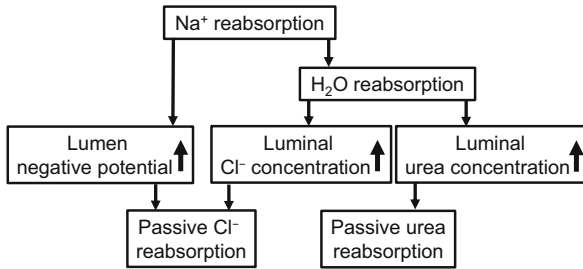 Na⁺ reabsorption
H₂O reabsorption
Lumen
negative potential
Luminal
Cl⁻ concentration
Luminal
urea concentration
Passive Cl⁻
reabsorption
Passive urea
reabsorption